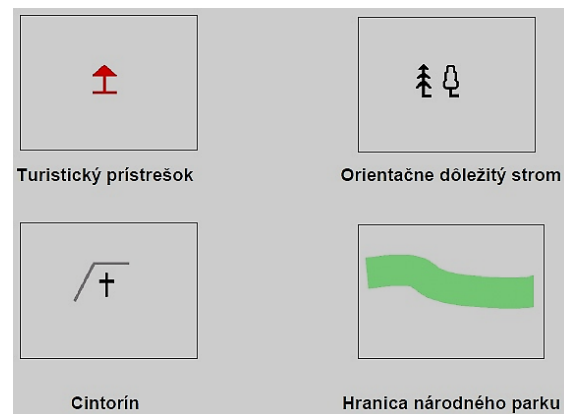 Turistický prístrešok
Orientačne dôležitý strom
Cintorín
Hranica národného parku